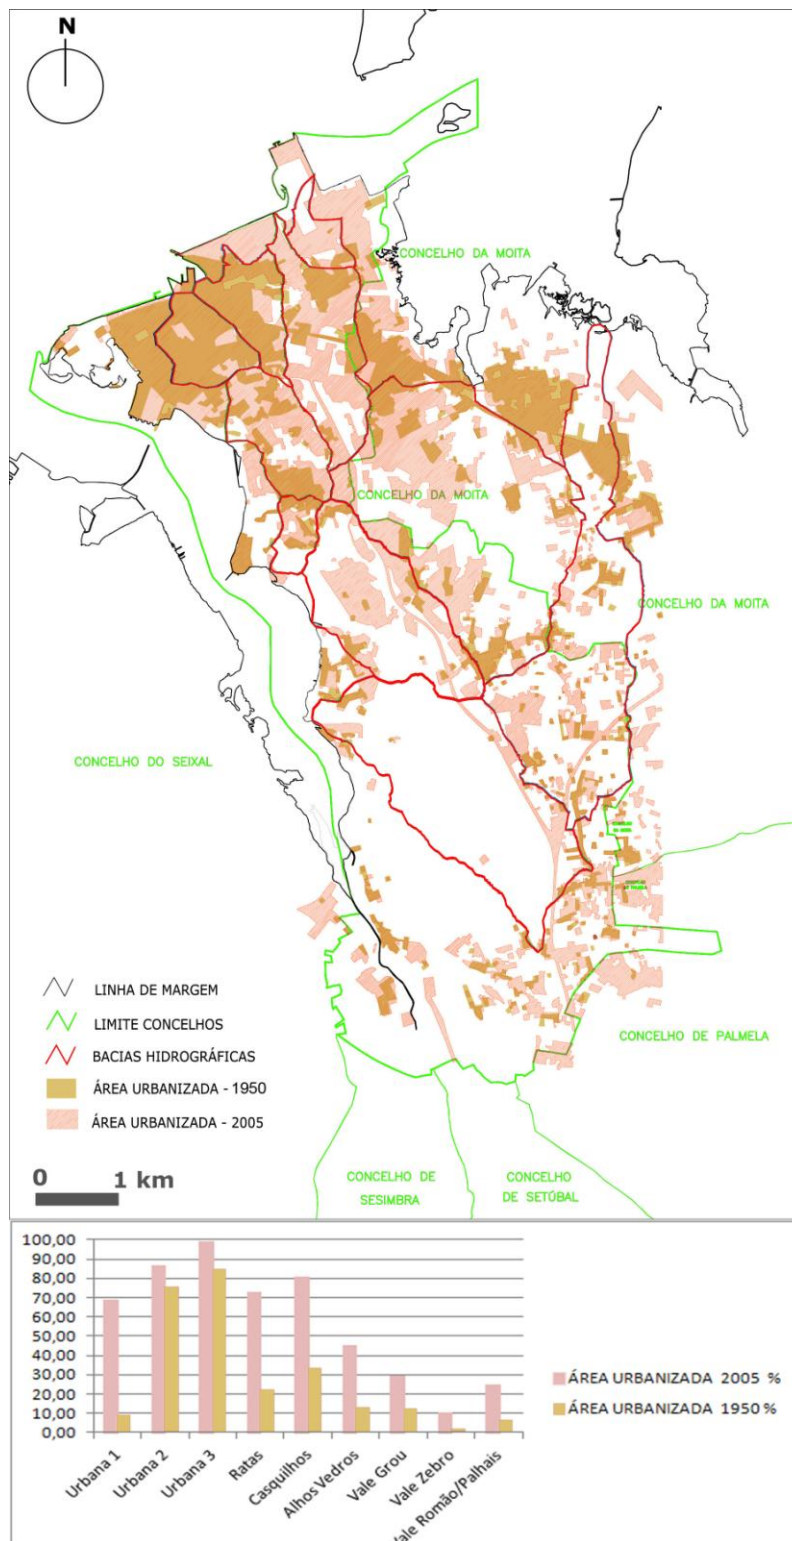 N
CONCELHO DA MOITA
CONCELHO DA MOITA
CONCELHO DA MOITA
CONCELHO DO SEIXAL
LINHA DE MARGEM
LIMITE CONCELHOS
BACIAS HIDROGRÁFICAS
ÁREA URBANIZADA - 1950
ÁREA URBANIZADA - 2005
CONCELHO DE PALMELA
0 1 km
CONCELHO DE
SESIMBRA
CONCELHO
DE SETÚBAL
100,00
90,00
80,00
70,00
60,00
50,00
40,00
30,00
20,00
10,00
0,00
Urbana 1
Urbana 2
Urbana 3
Ratas
Casquilhos
Alhos Vedros
Vale Grou
Vale Zebro
Vale Romão/Palhais
ÁREA URBANIZADA 2005 %
ÁREA URBANIZADA 1950 %